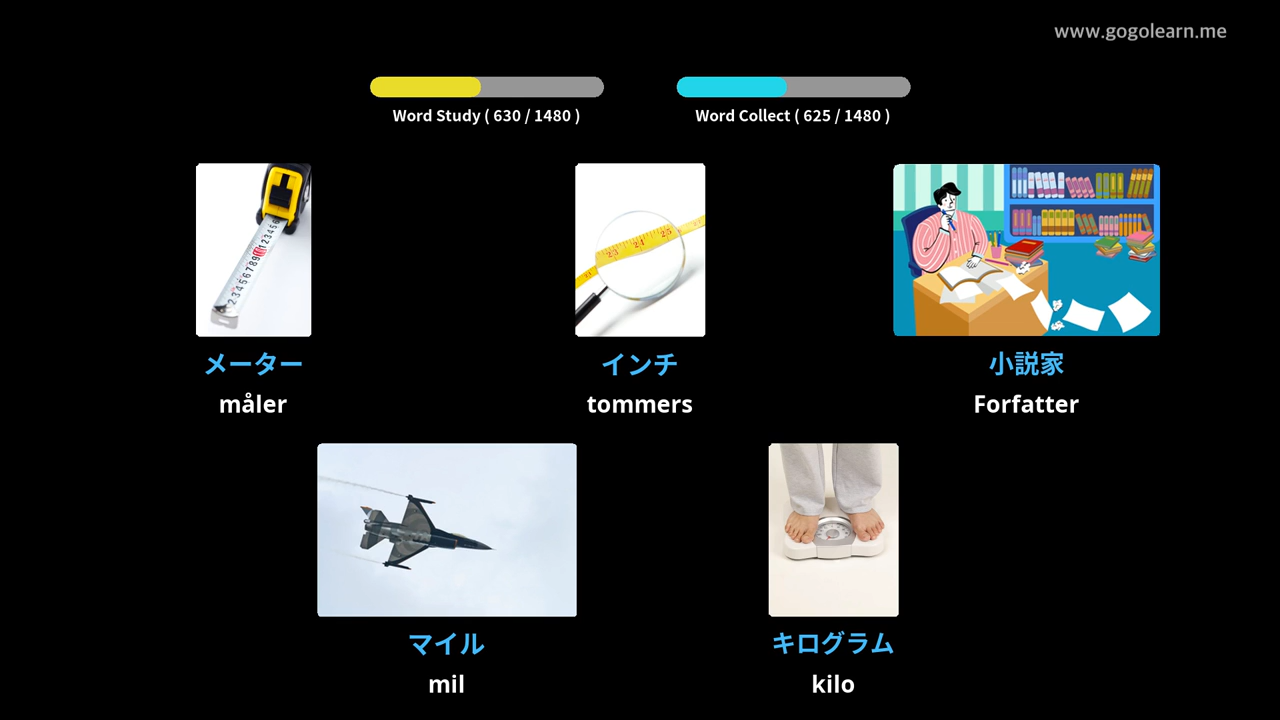 www.gogolearn.me
Word Study ( 630 / 1480 )
Word Collect ( 625 / 1480 )
メーター
måler
インチ
tommers
小説家
Forfatter
マイル
mil
キログラム
kilo